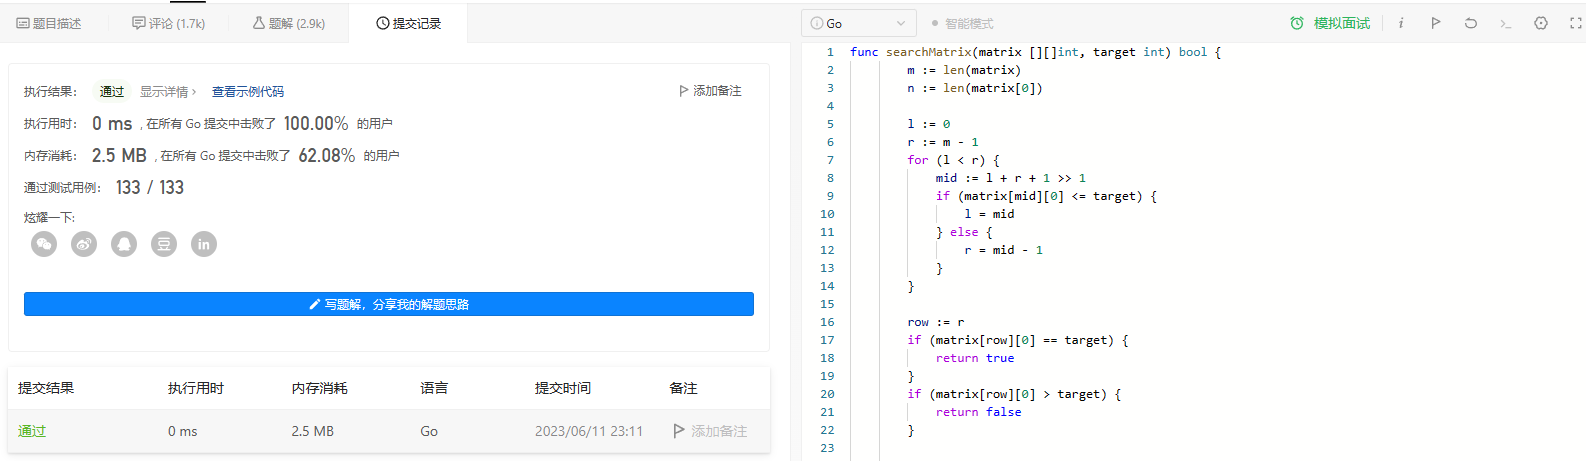 题目描述
评论 (1.7k)
题解 (2.9k)
提交记录
执行结果：
通过
显示详情 ›
查看示例代码
添加备注
执行用时：
0 ms , 在所有 Go 提交中击败了 100.00% 的用户
内存消耗：
2.5 MB , 在所有 Go 提交中击败了 62.08% 的用户
通过测试用例：
133 / 133
炫耀一下:
豆
in
写题解，分享我的解题思路
提交结果 执行用时 内存消耗 语言 提交时间 备注
通过 0 ms 2.5 MB Go 2023/06/11 23:11 添加备注
Go
智能模式
模拟面试
i
1 func searchMatrix(matrix [][]int, target int) bool {
2 m := len(matrix)
3 n := len(matrix[0])
4
5 l := 0
6 r := m - 1
7 for (l < r) {
8 mid := l + r + 1 >> 1
9 if (matrix[mid][0] <= target) {
10 l = mid
11 } else {
12 r = mid - 1
13 }
14 }
15
16 row := r
17 if (matrix[row][0] == target) {
18 return true
19 }
20 if (matrix[row][0] > target) {
21 return false
22 }
23